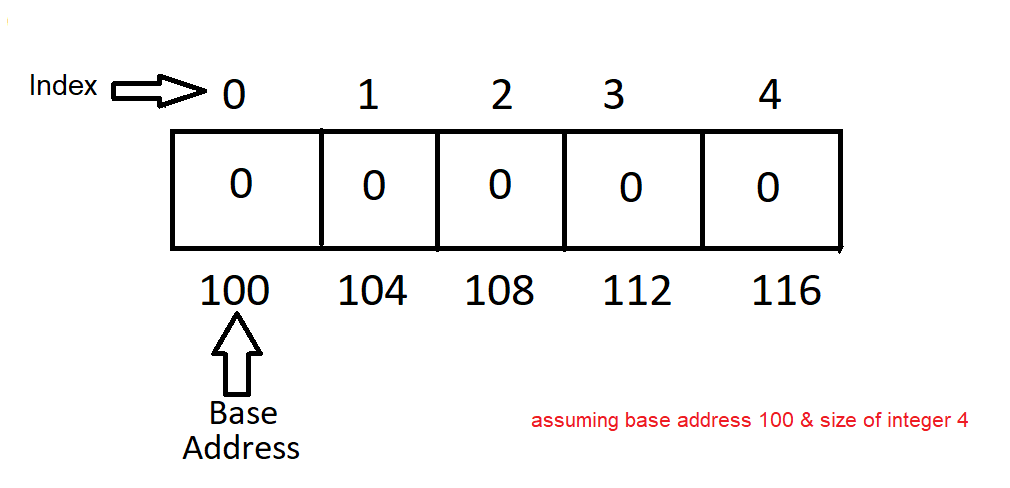 Index 0 1 2 3 4
0 0 0 0 0
100 104 108 112 116
Base
Address
assuming base address 100 & size of integer 4